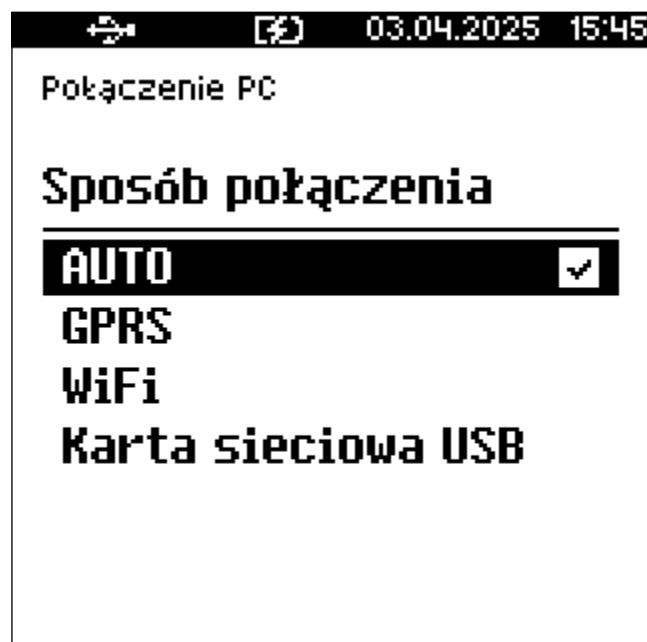 03.04.2025 15:45
Połączenie PC
Sposób połączenia
AUTO
GPRS
WiFi
Karta sieciowa USB